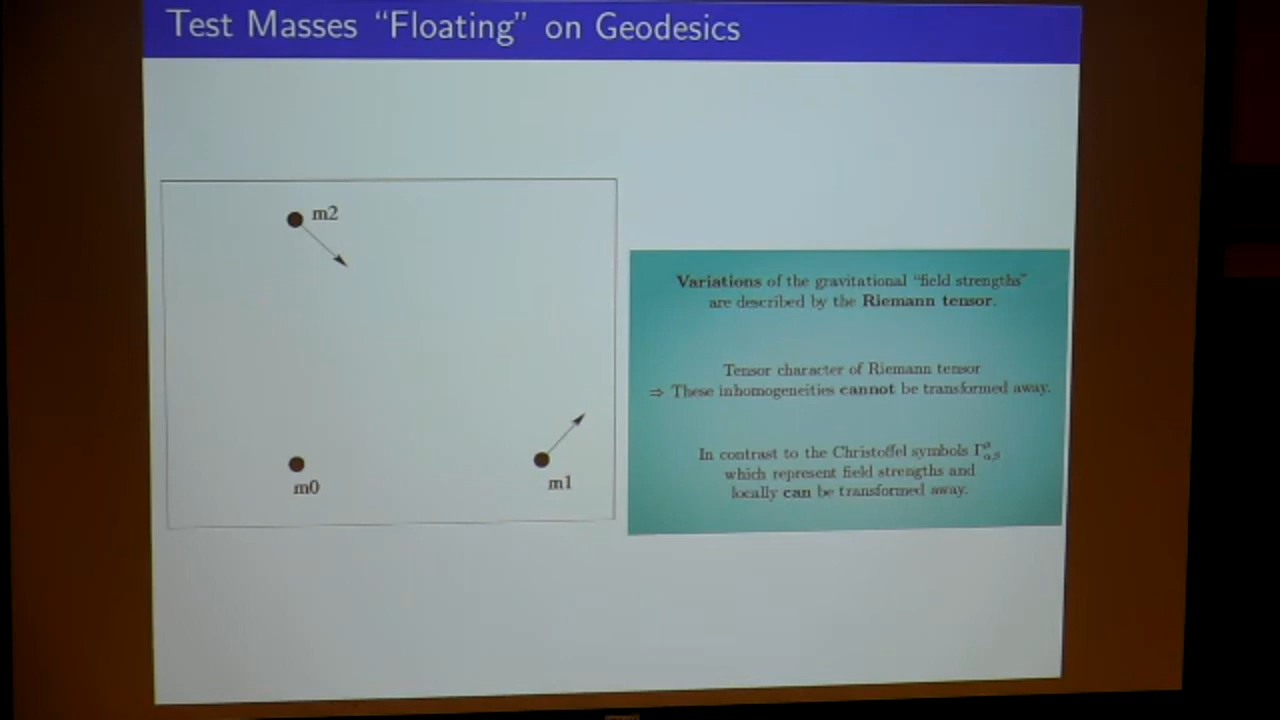 Test Masses “Floating” on Geodesics
m2
m0
m1
Variations of the gravitational “field strengths”
are described by the Riemann tensor.
Tensor character of Riemann tensor
⇒ These inhomogeneities cannot be transformed away.
In contrast to the Christoffel symbols
which represent field strengths and
locally can be transformed away.